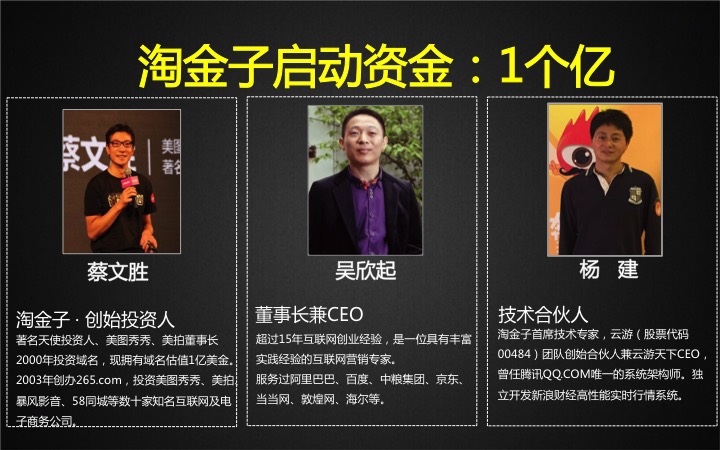 淘金子启动资金：1个亿
蔡文胜
美图
著名
蔡文胜
吴欣起
杨 建
淘金子 · 创始投资人
著名天使投资人、美图秀秀、美拍董事长
2000年投资域名，现拥有域名估值1亿美金。
2003年创办265.com，投资美图秀秀、美拍、
暴风影音、58同城等数十家知名互联网及电
子商务公司。
董事长兼CEO
超过15年互联网创业经验，是一位具有丰富
实践经验的互联网营销专家。
服务过阿里巴巴、百度、中粮集团、京东、
当当网、敦煌网、海尔等。
技术合伙人
淘金子首席技术专家，云游（股票代码
00484）团队创始合伙人兼云游天下CEO，
曾任腾讯QQ.COM唯一的系统架构师。独
立开发新浪财经高性能实时行情系统。